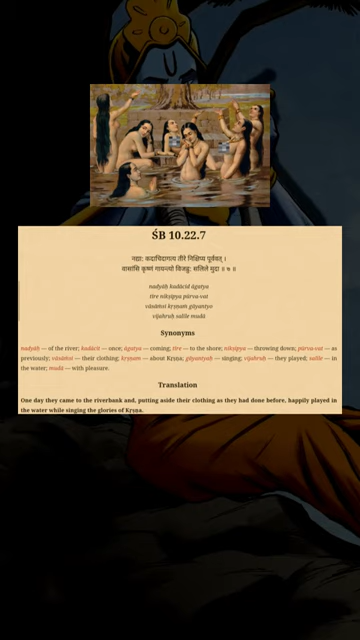 ŚB 10.22.7
नद्या: कदाचिदागत्य तीरे निक्षिप्य पूर्ववत् ।
वासांसि कृष्णं गायन्त्यो विजह्रु: सलिले मुदा ॥ ७ ॥
nadyāḥ kadācid āgatya
tīre nikṣipya pūrva-vat
vāsāṁsi kṛṣṇaṁ gāyantyo
vijahruḥ salile mudā
Synonyms
nadyāḥ — of the river; kadācit — once; āgatya — coming; tīre — to the shore; nikṣipya — throwing down; pūrva-vat — as
previously; vāsāṁsi — their clothing; kṛṣṇam — about Kṛṣṇa; gāyantyaḥ — singing; vijahruḥ — they played; salile — in
the water; mudā — with pleasure.
Translation
One day they came to the riverbank and, putting aside their clothing as they had done before, happily played in
the water while singing the glories of Kṛṣṇa.